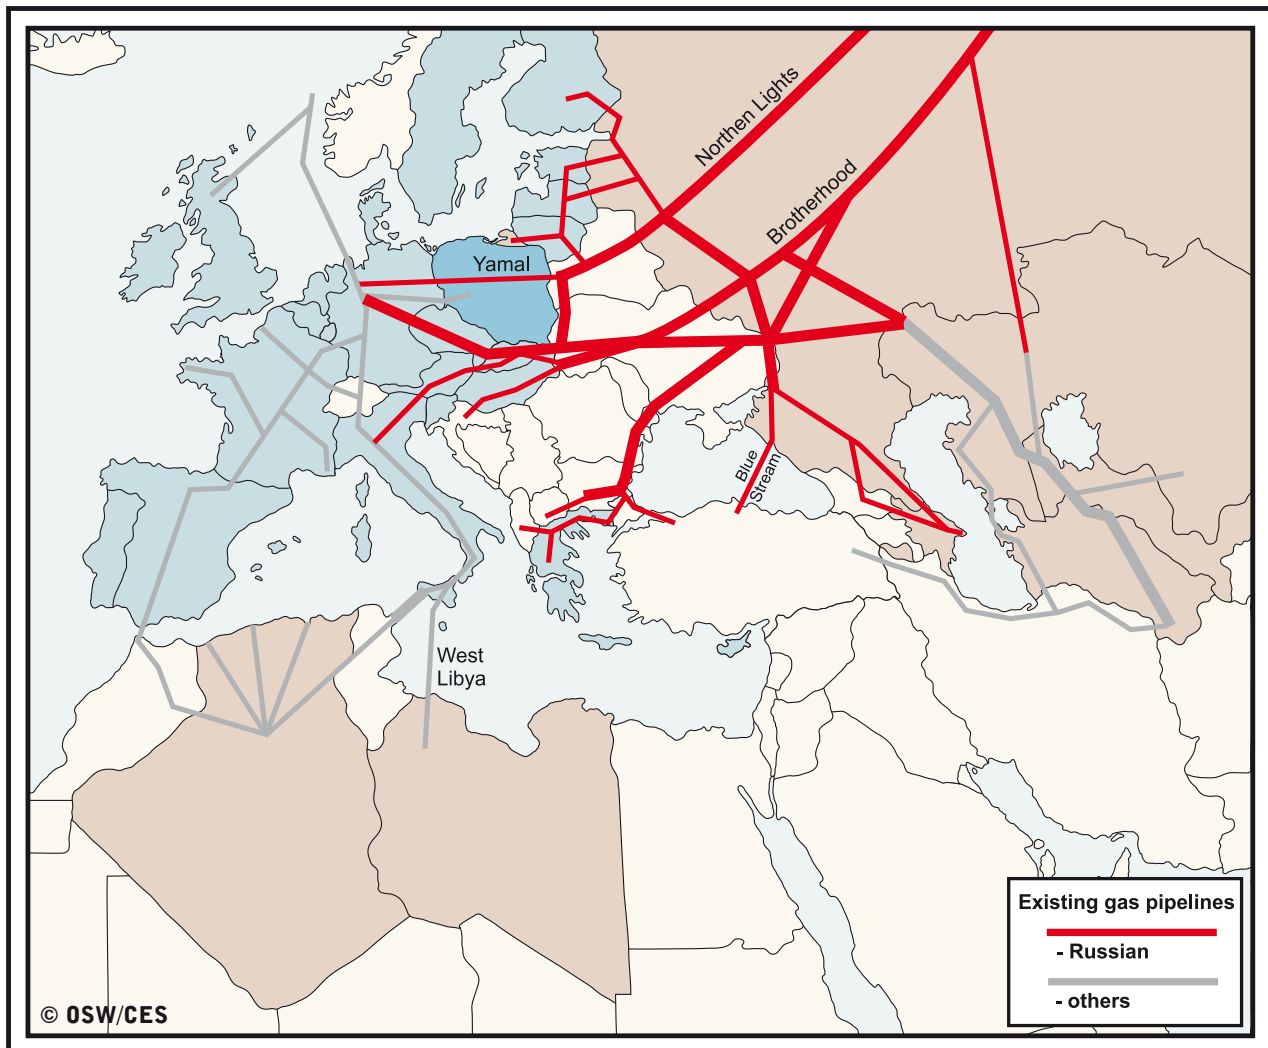 Northen Lights
Brotherhood
Yamal
Blue
Stream
West
Libya
Existing gas pipelines
- Russian
- others
© OSW/CES